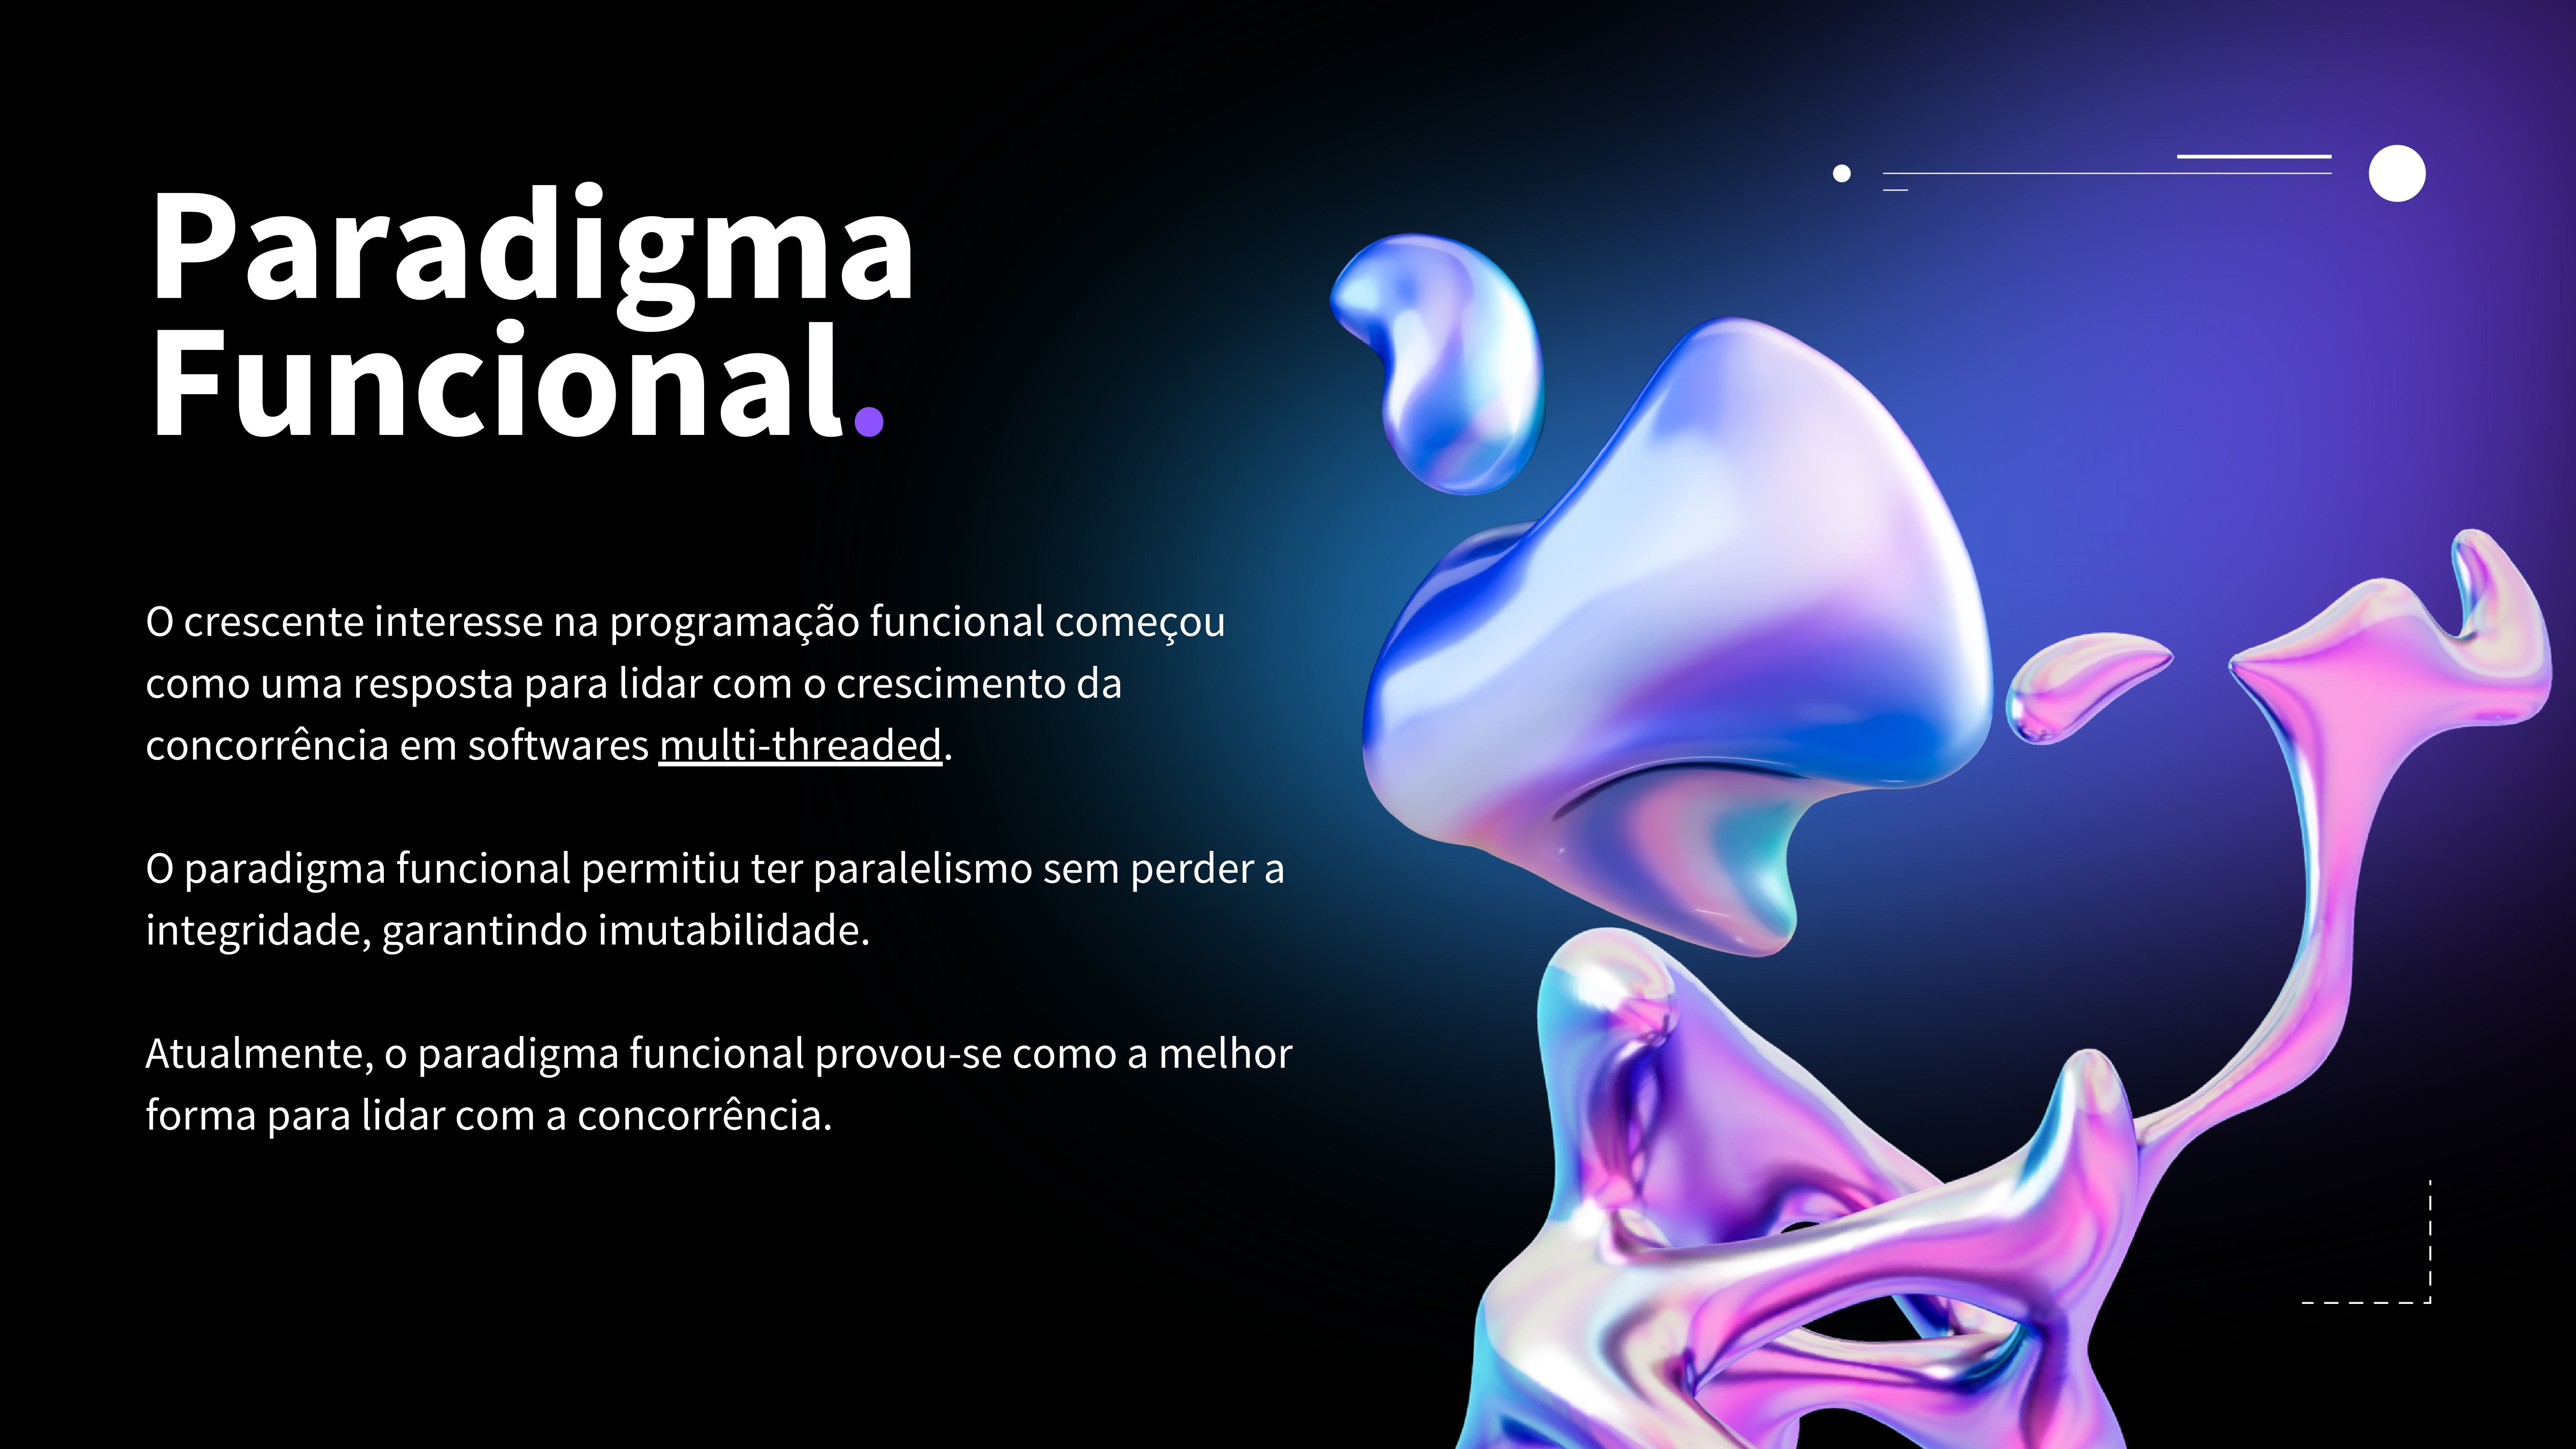 Paradigma
Funcional.
O crescente interesse na programação funcional começou
como uma resposta para lidar com o crescimento da
concorrência em softwares multi-threaded.
O paradigma funcional permitiu ter paralelismo sem perder a
integridade, garantindo imutabilidade.
Atualmente, o paradigma funcional provou-se como a melhor
forma para lidar com a concorrência.